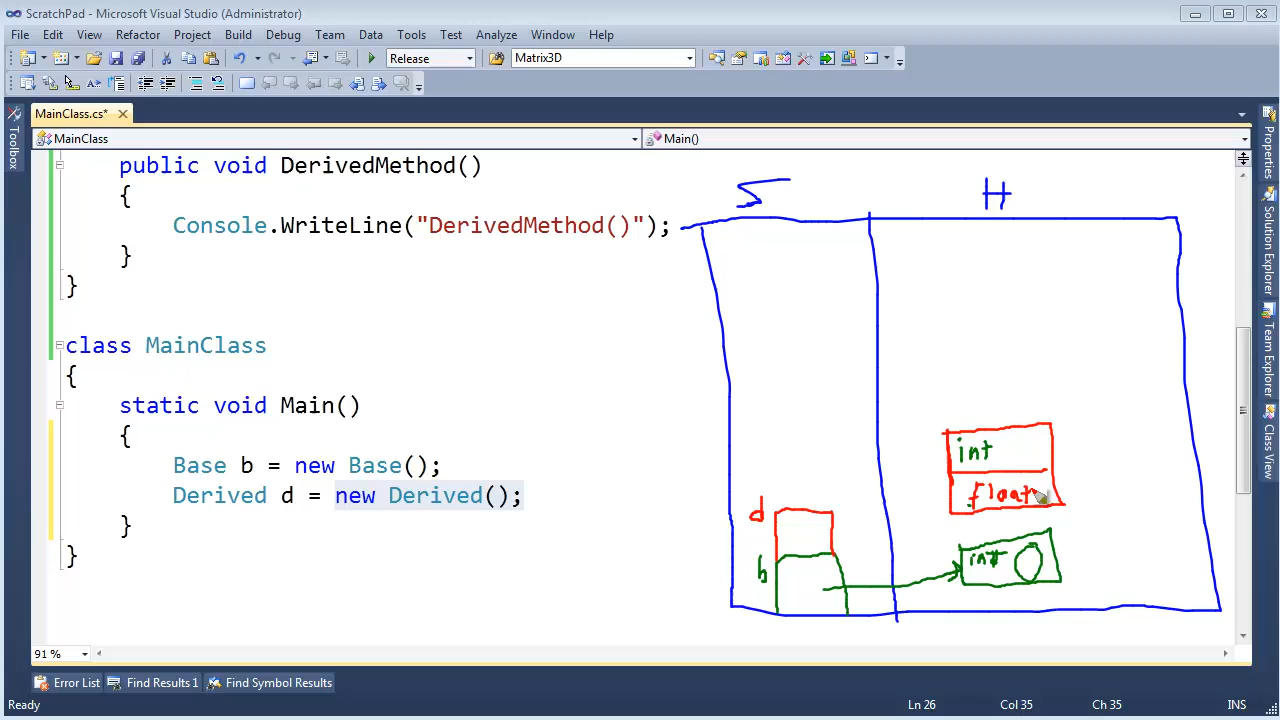 ScratchPad - Microsoft Visual Studio (Administrator)
File Edit View Refactor Project Build Debug Team Data Tools Test Analyze Window Help
Release Matrix3D
MainClass.cs*
MainClass Main()
Toolbox
Properties
Solution Explorer
Team Explorer
Class View
public void DerivedMethod()
{
Console.WriteLine("DerivedMethod()");
}
}
class MainClass
{
static void Main()
{
Base b = new Base();
Derived d = new Derived();
}
}
S H
int
float
d
b
int 0
91 %
Error List Find Results 1 Find Symbol Results
Ready Ln 26 Col 35 Ch 35 INS